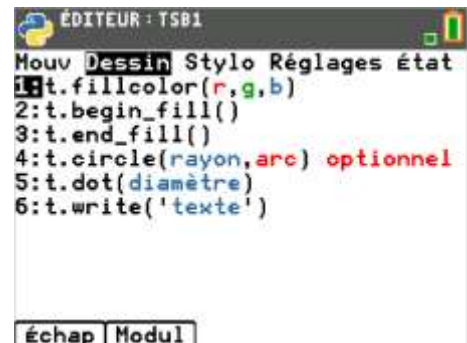 ÉDITEUR : TSB1
Mouv Dessin Stylo Réglages état
1:t.fillcolor(r,g,b)
2:t.begin_fill()
3:t.end_fill()
4:t.circle(rayon,arc) optionnel
5:t.dot(diamètre)
6:t.write('texte')
Échap Modul